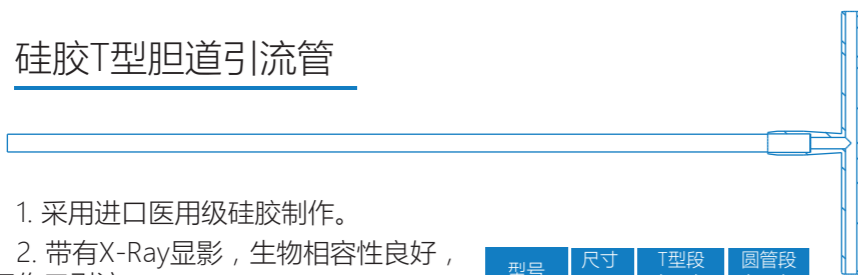 硅胶T型胆道引流管
1. 采用进口医用级硅胶制作。
2. 带有X-Ray显影，生物相容性良好，
型号
尺寸
T型段
圆管段